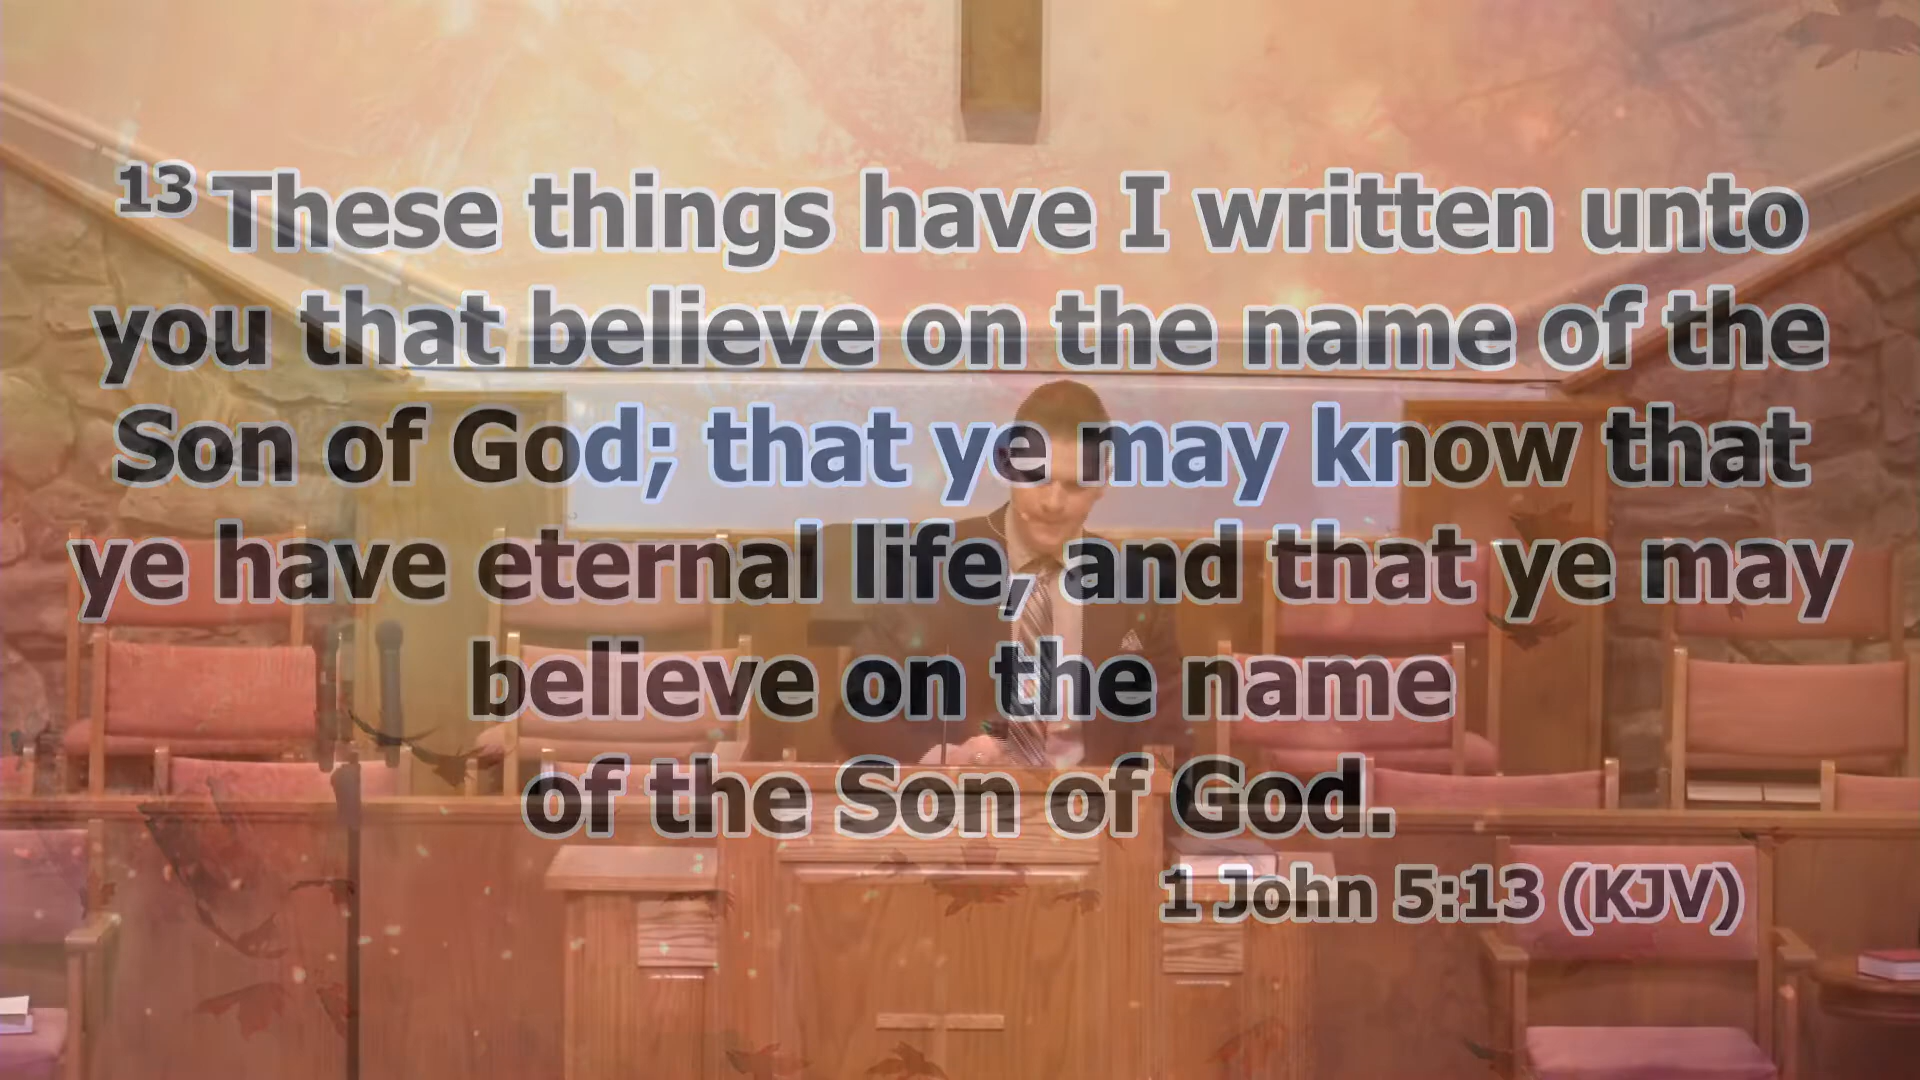 13 These things have I written unto
you that believe on the name of the
Son of God; that ye may know that
ye have eternal life, and that ye may
believe on the name
of the Son of God.
1 John 5:13 (KJV)